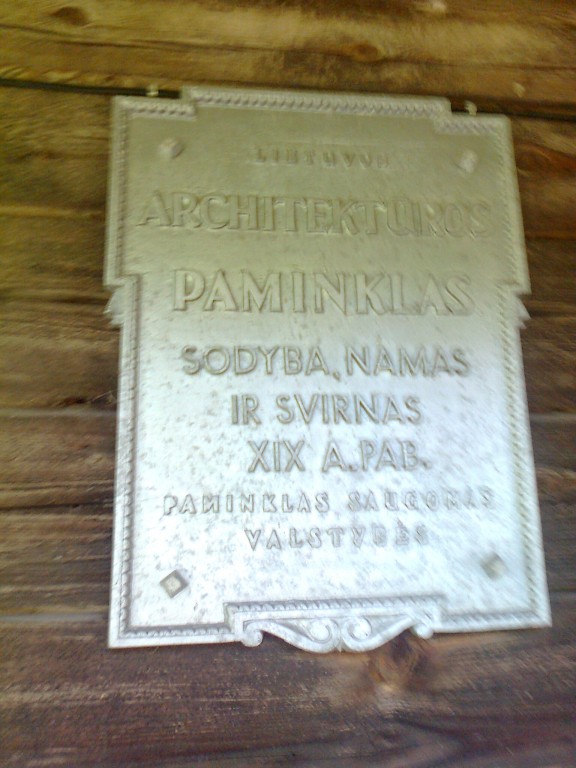 LIETUVOS
ARCHITEKTŪROS
PAMINKLAS
SODYBA, NAMAS
IR SVIRNAS
XIX A. PAB.
PAMINKLAS SAUGOMAS
VALSTYBĖS